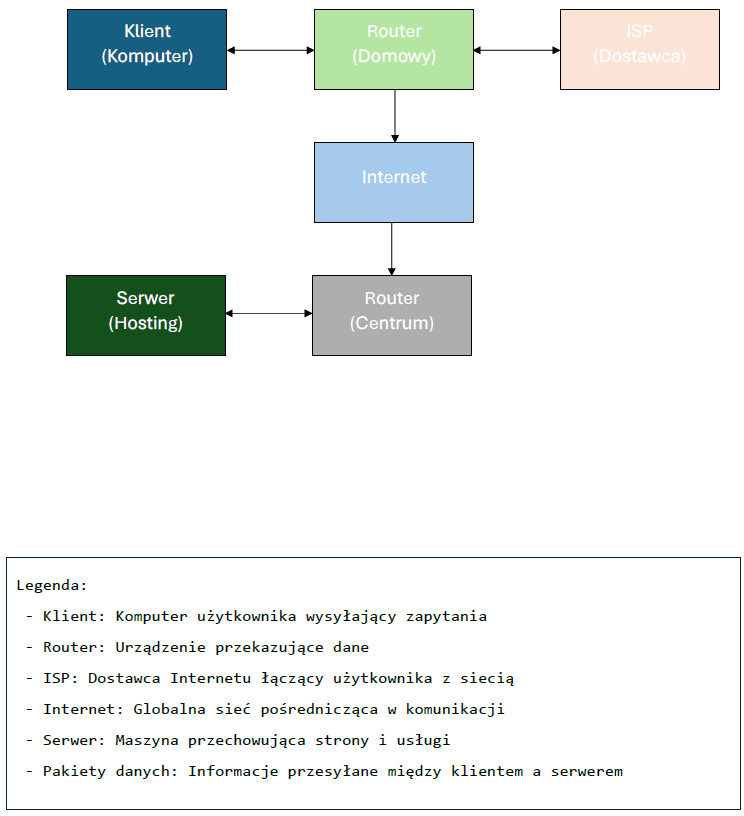 Klient
(Komputer)
Router
(Domowy)
ISP
(Dostawca)
Internet
Serwer
(Hosting)
Router
(Centrum)
Legenda:
- Klient: Komputer użytkownika wysyłający zapytania
- Router: Urządzenie przekazujące dane
- ISP: Dostawca Internetu łączący użytkownika z siecią
- Internet: Globalna sieć pośrednicząca w komunikacji
- Serwer: Maszyna przechowująca strony i usługi
- Pakiety danych: Informacje przesyłane między klientem a serwerem